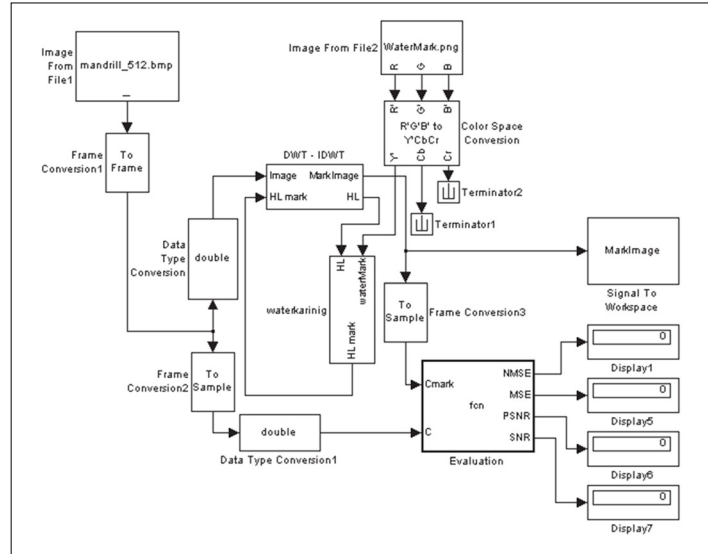 Image
From
File1
mandrill_512.bmp
I
Image From File2
WaterMark.png
R
G
B
R'
G'
B'
R'G'B' to
Y'CbCr
Y'
Cb
Cr
Color Space
Conversion
Frame
Conversion1
To
Frame
DWT - IDWT
Image
MarkImage
HL mark
HL
Terminator2
Terminator1
Data
Type
Conversion
double
HL
waterMark
HL mark
waterkarinig
To
Sample
Frame Conversion3
MarkImage
Signal To
Workspace
Frame
Conversion2
To
Sample
double
Data Type Conversion1
Cmark
C
fcn
NMSE
MSE
PSNR
SNR
Evaluation
0
Display1
0
Display5
0
Display6
0
Display7